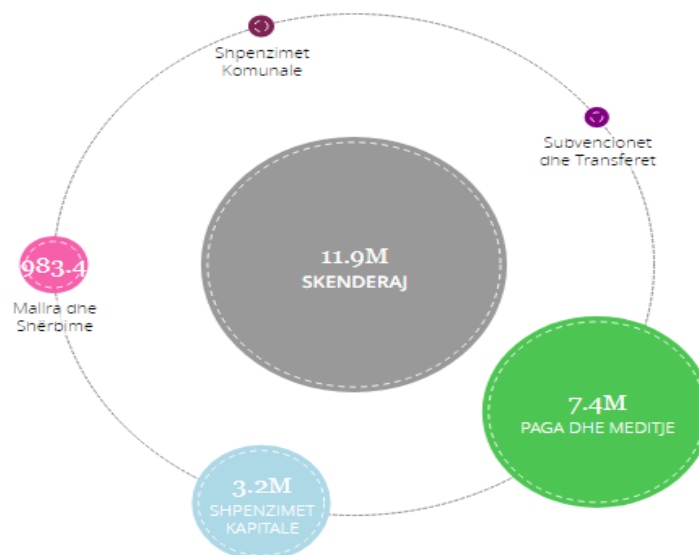 Shpenzimet
Komunale
Subvencionet
dhe Transferet
983.4
Mallra dhe
Shërbime
11.9M
SKENDERAJ
7.4M
PAGA DHE MEDITJE
3.2M
SHPENZIMET
KAPITALE